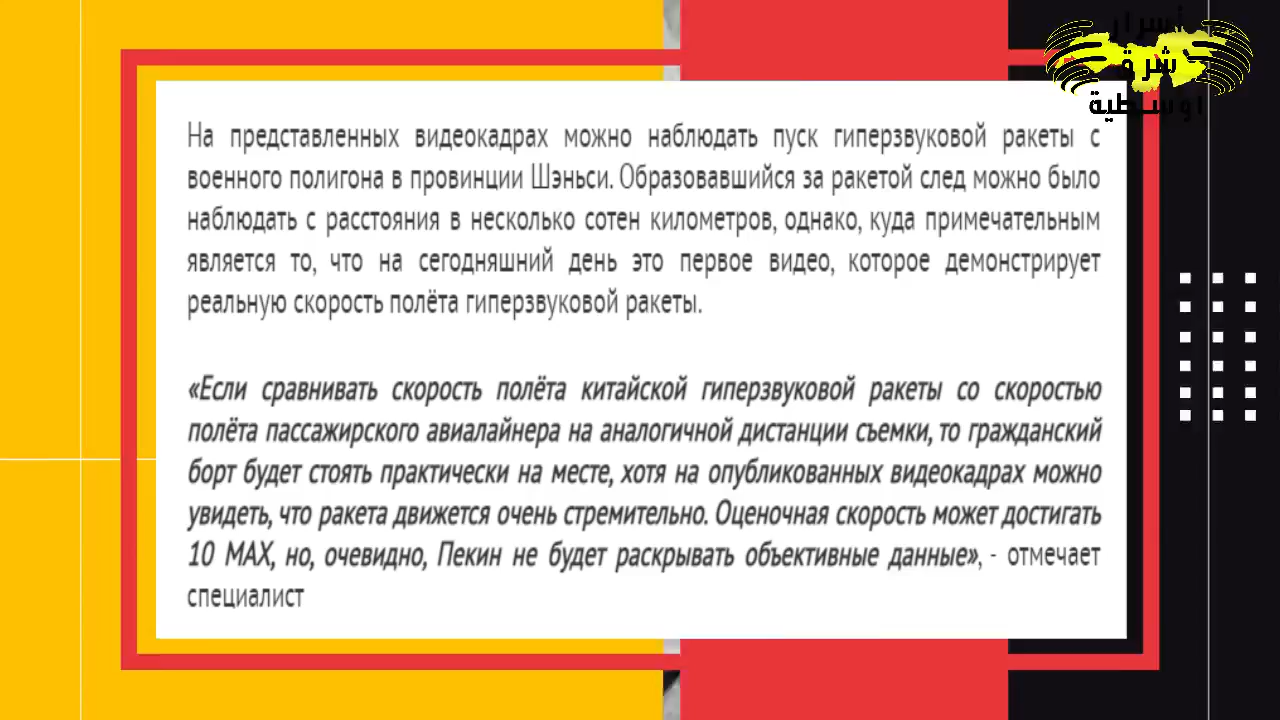 أسرار
شرق
اوسطية
На представленных видеокадрах можно наблюдать пуск гиперзвуковой ракеты с
военного полигона в провинции Шэньси. Образовавшийся за ракетой след можно было
наблюдать с расстояния в несколько сотен километров, однако, куда примечательным
является то, что на сегодняшний день это первое видео, которое демонстрирует
реальную скорость полёта гиперзвуковой ракеты.
«Если сравнивать скорость полёта китайской гиперзвуковой ракеты со скоростью
полёта пассажирского авиалайнера на аналогичной дистанции съемки, то гражданский
борт будет стоять практически на месте, хотя на опубликованных видеокадрах можно
увидеть, что ракета движется очень стремительно. Оценочная скорость может достигать
10 МАХ, но, очевидно, Пекин не будет раскрывать объективные данные», - отмечает
специалист